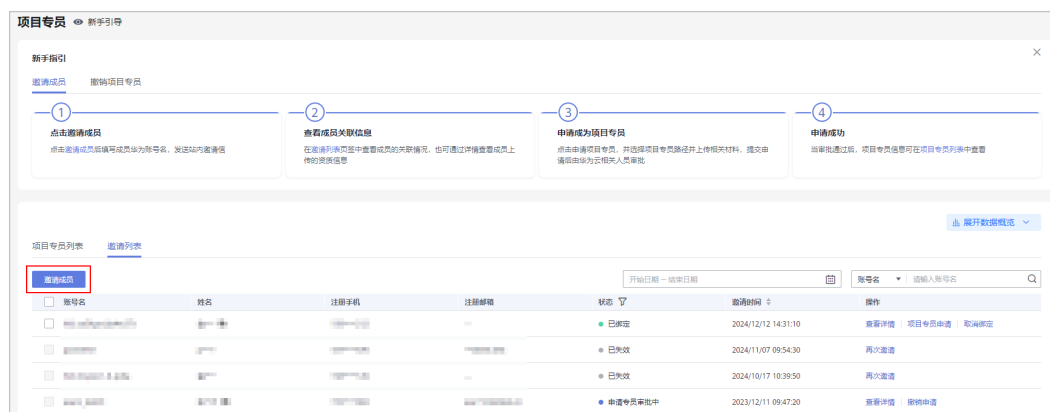 项目专员 新手引导
新手指引
邀请成员 撤销项目专员
1 2 3 4
点击邀请成员 查看成员关联信息 申请成为项目专员 申请成功
点击邀请成员后填写成员华为账号名，发送站内邀请信 在邀请列表页签中查看成员的关联情况，也可通过详情查看成员上 点击申请项目专员，并选择项目专员路径并上传相关材料，提交申 当审批通过后，项目专员信息可在项目专员列表中查看
传的资质信息 请后由华为云相关人员审批
展开数据概览
项目专员列表 邀请列表
邀请成员 开始日期 – 结束日期 账号名 请输入账号名
账号名 姓名 注册手机 注册邮箱 状态 邀请时间 操作
已绑定 2024/12/12 14:31:10 查看详情 项目专员申请 取消绑定
已失效 2024/11/07 09:54:30 再次邀请
已失效 2024/10/17 10:39:50 再次邀请
申请专员审批中 2023/12/11 09:47:20 查看详情 撤销申请